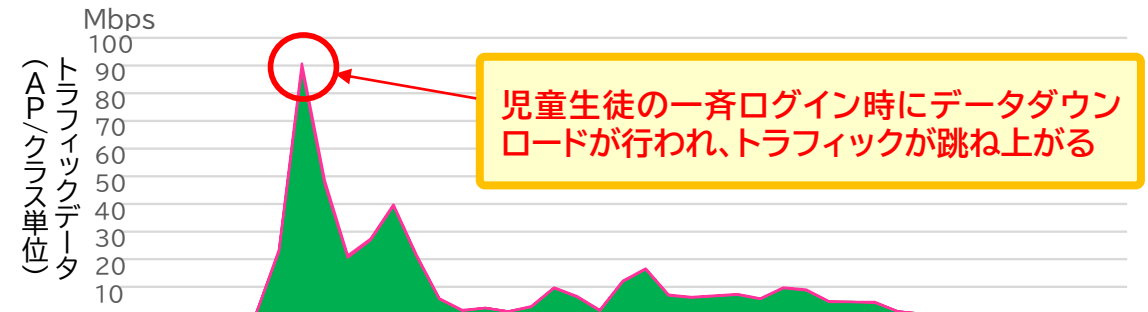 Mbps
100
90
80
70
60
50
40
30
20
10
トラフィックデータ
（AP/クラス単位）
児童生徒の一斉ログイン時にデータダウン
ロードが行われ、トラフィックが跳ね上がる